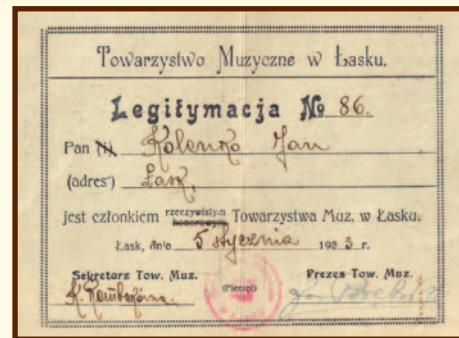 Towarzystwo Muzyczne w Łasku.
Legitymacja № 86.
Pan (i) Kolenko Jan
(adres) Łask,
jest członkiem rzeczywistym honorowym Towarzystwa Muz. w Łasku.
Łask, dnia 5 stycznia 1923 r.
Sekretarz Tow. Muz. (Pieczęć) Prezes Tow. Muz.